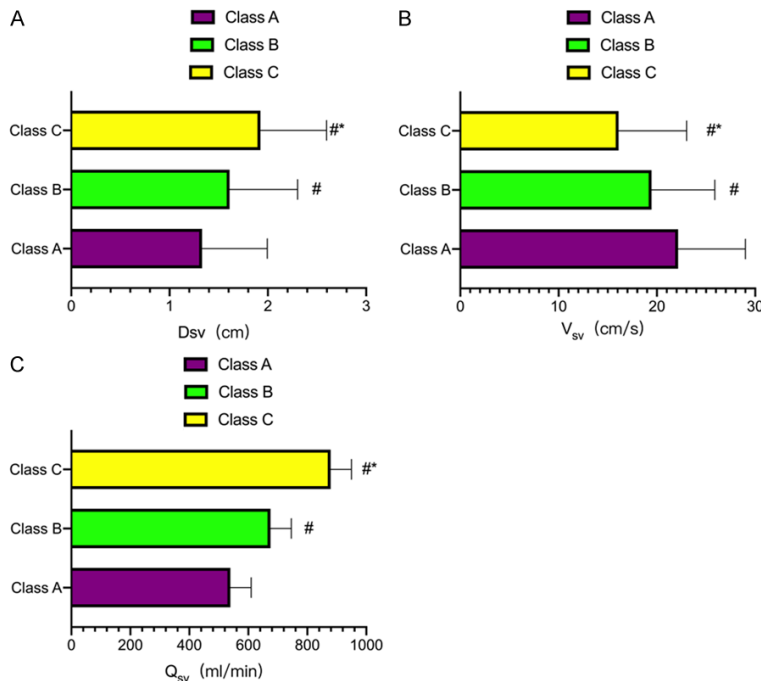 A
Class A
Class B
Class C
Class C
#*
Class B
#
Class A
0 1 2 3
Dsv (cm)
B
Class A
Class B
Class C
Class C
#*
Class B
#
Class A
0 10 20 30
Vsv (cm/s)
C
Class A
Class B
Class C
Class C
#*
Class B
#
Class A
0 200 400 600 800 1000
Qsv (ml/min)